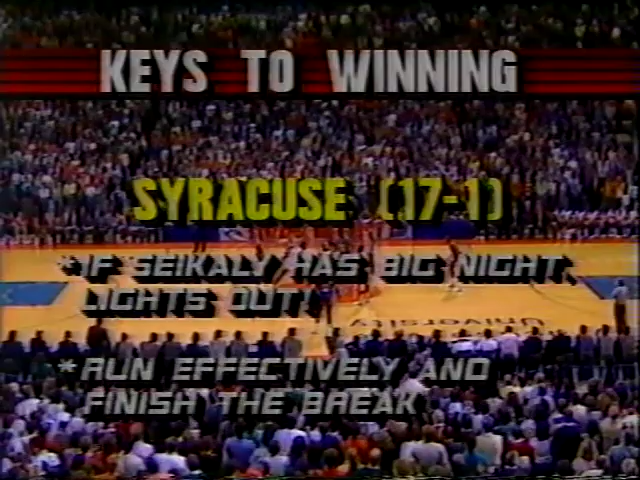 KEYS TO WINNING
SYRACUSE (17-1)
*IF SEIKALY HAS BIG NIGHT,
LIGHTS OUT!
*RUN EFFECTIVELY AND
FINISH THE BREAK
University